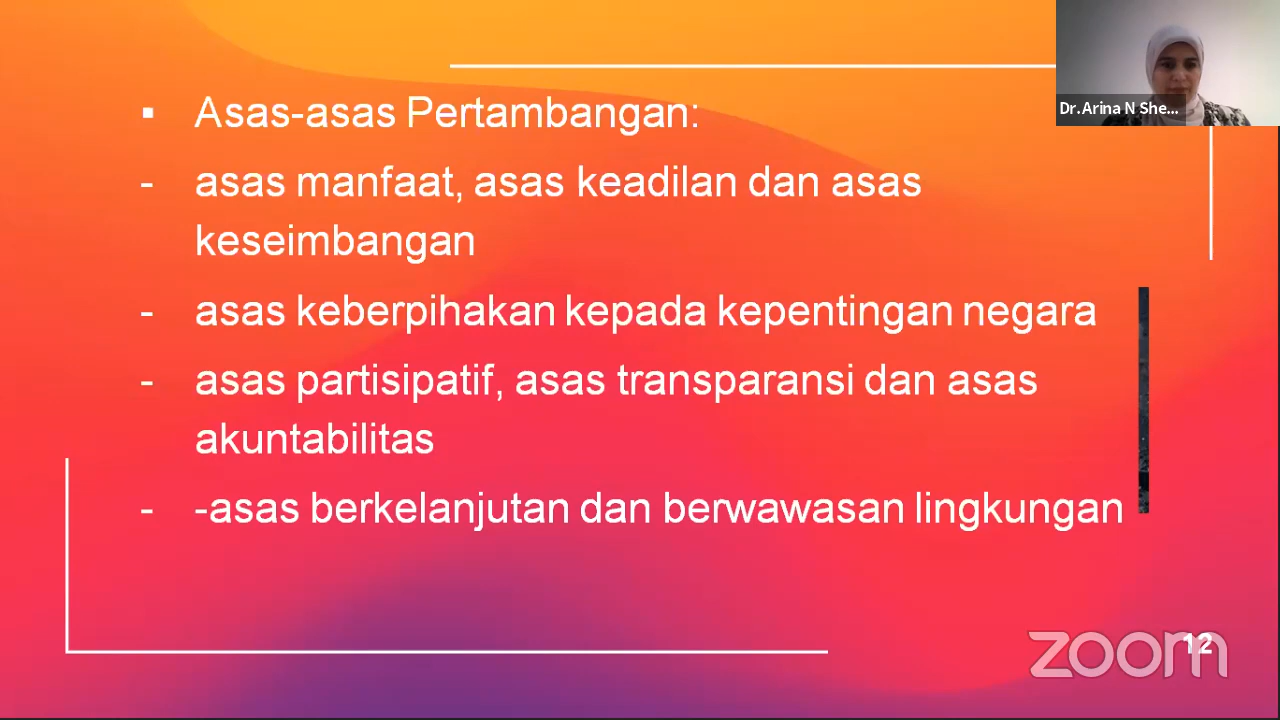 ▪ Asas-asas Pertambangan:
- asas manfaat, asas keadilan dan asas
keseimbangan
- asas keberpihakan kepada kepentingan negara
- asas partisipatif, asas transparansi dan asas
akuntabilitas
- -asas berkelanjutan dan berwawasan lingkungan
Dr.Arina N She...
12
zoom